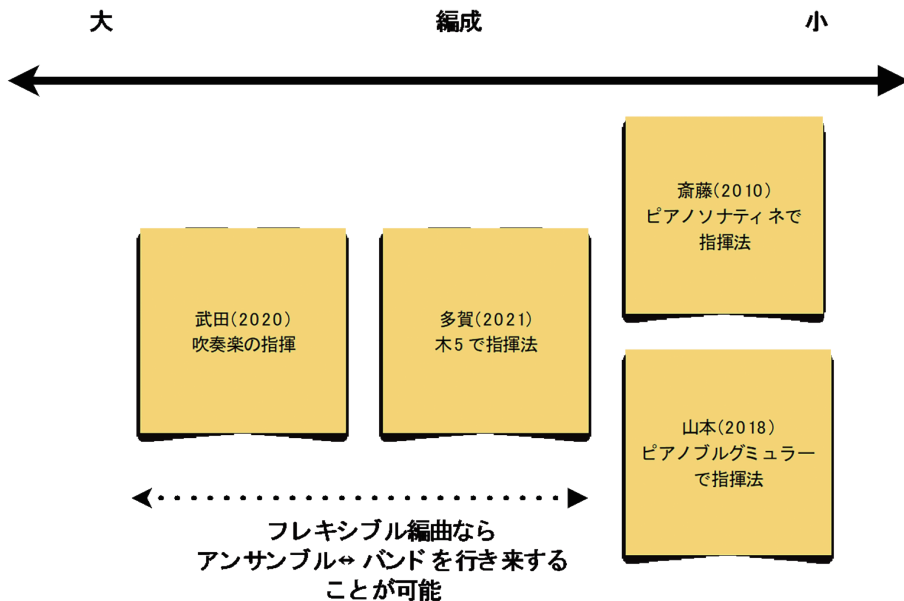 大 編成 小
斎藤(2010)
ピアノソナティネで
指揮法
武田(2020)
吹奏楽の指揮
多賀(2021)
木5で指揮法
山本(2018)
ピアノブルグミュラー
で指揮法
フレキシブル編曲なら
アンサンブル↔バンドを行き来する
ことが可能